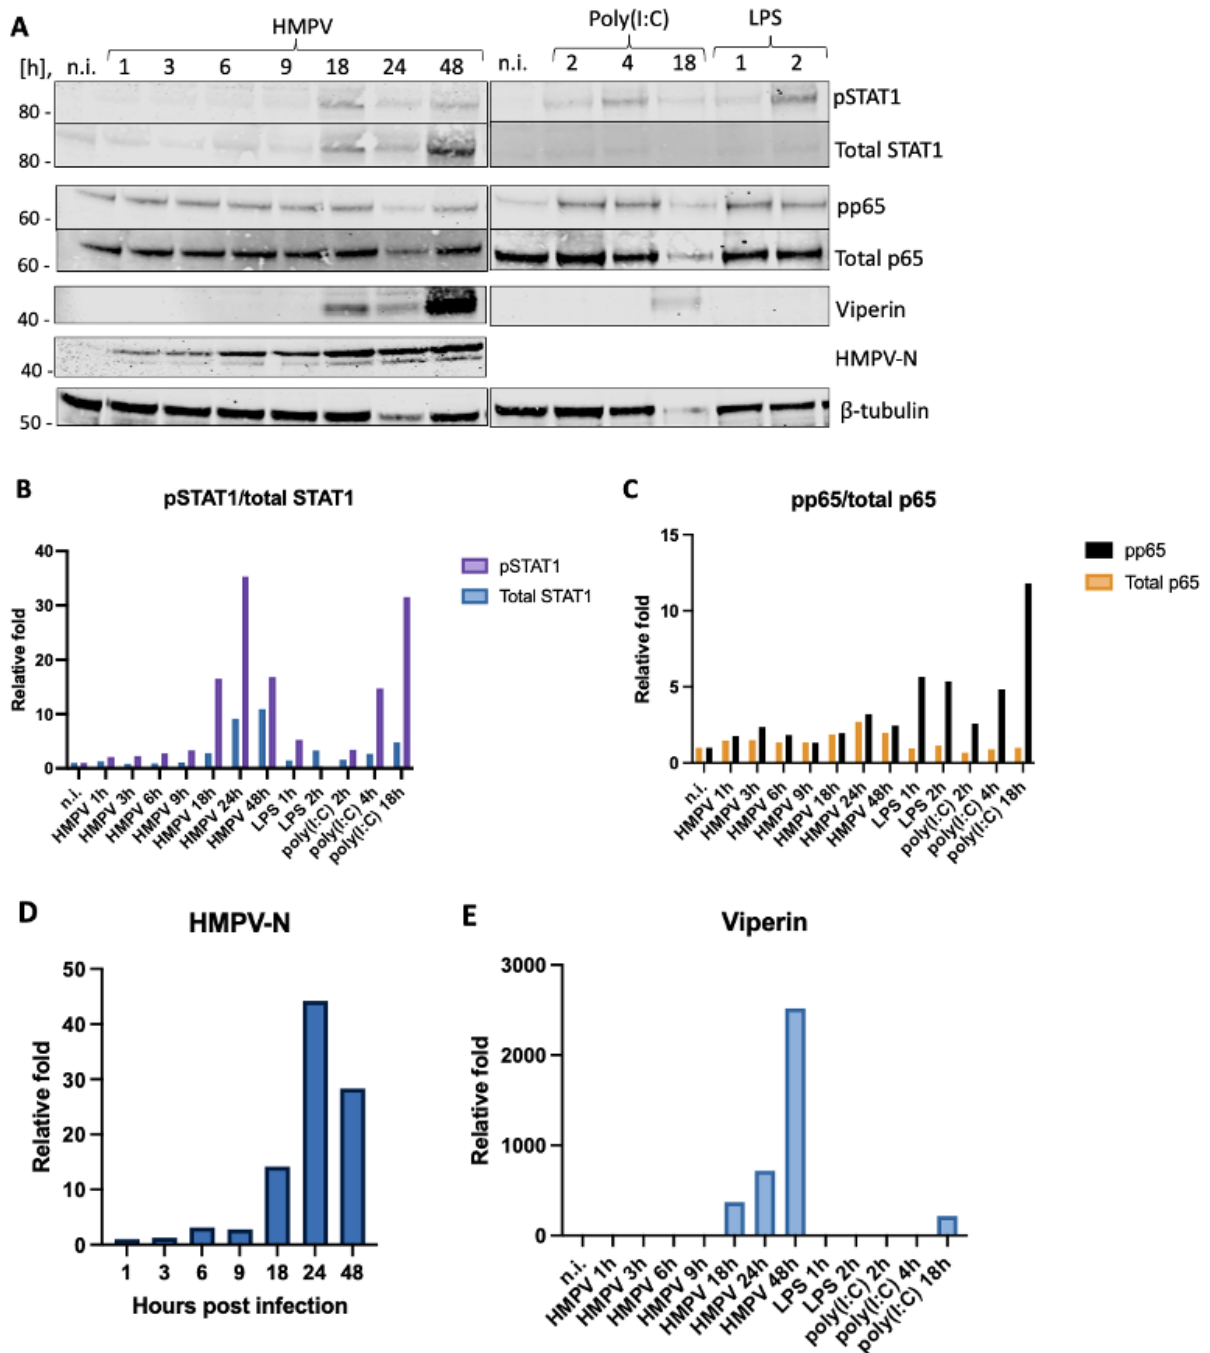 A
HMPV
Poly(I:C)
LPS
[h], n.i. 1 3 6 9 18 24 48 n.i. 2 4 18 1 2
80 - pSTAT1
80 - Total STAT1
60 - pp65
60 - Total p65
40 - Viperin
40 - HMPV-N
50 - β-tubulin
B
pSTAT1/total STAT1
Relative fold
40
30
20
10
0
n.i.
HMPV 1h
HMPV 3h
HMPV 6h
HMPV 9h
HMPV 18h
HMPV 24h
HMPV 48h
LPS 1h
LPS 2h
poly(I:C) 2h
poly(I:C) 4h
poly(I:C) 18h
pSTAT1
Total STAT1
C
pp65/total p65
Relative fold
15
10
5
0
n.i.
HMPV 1h
HMPV 3h
HMPV 6h
HMPV 9h
HMPV 18h
HMPV 24h
HMPV 48h
LPS 1h
LPS 2h
poly(I:C) 2h
poly(I:C) 4h
poly(I:C) 18h
pp65
Total p65
D
HMPV-N
Relative fold
50
40
30
20
10
0
1 3 6 9 18 24 48
Hours post infection
E
Viperin
Relative fold
3000
2000
1000
0
n.i.
HMPV 1h
HMPV 3h
HMPV 6h
HMPV 9h
HMPV 18h
HMPV 24h
HMPV 48h
LPS 1h
LPS 2h
poly(I:C) 2h
poly(I:C) 4h
poly(I:C) 18h